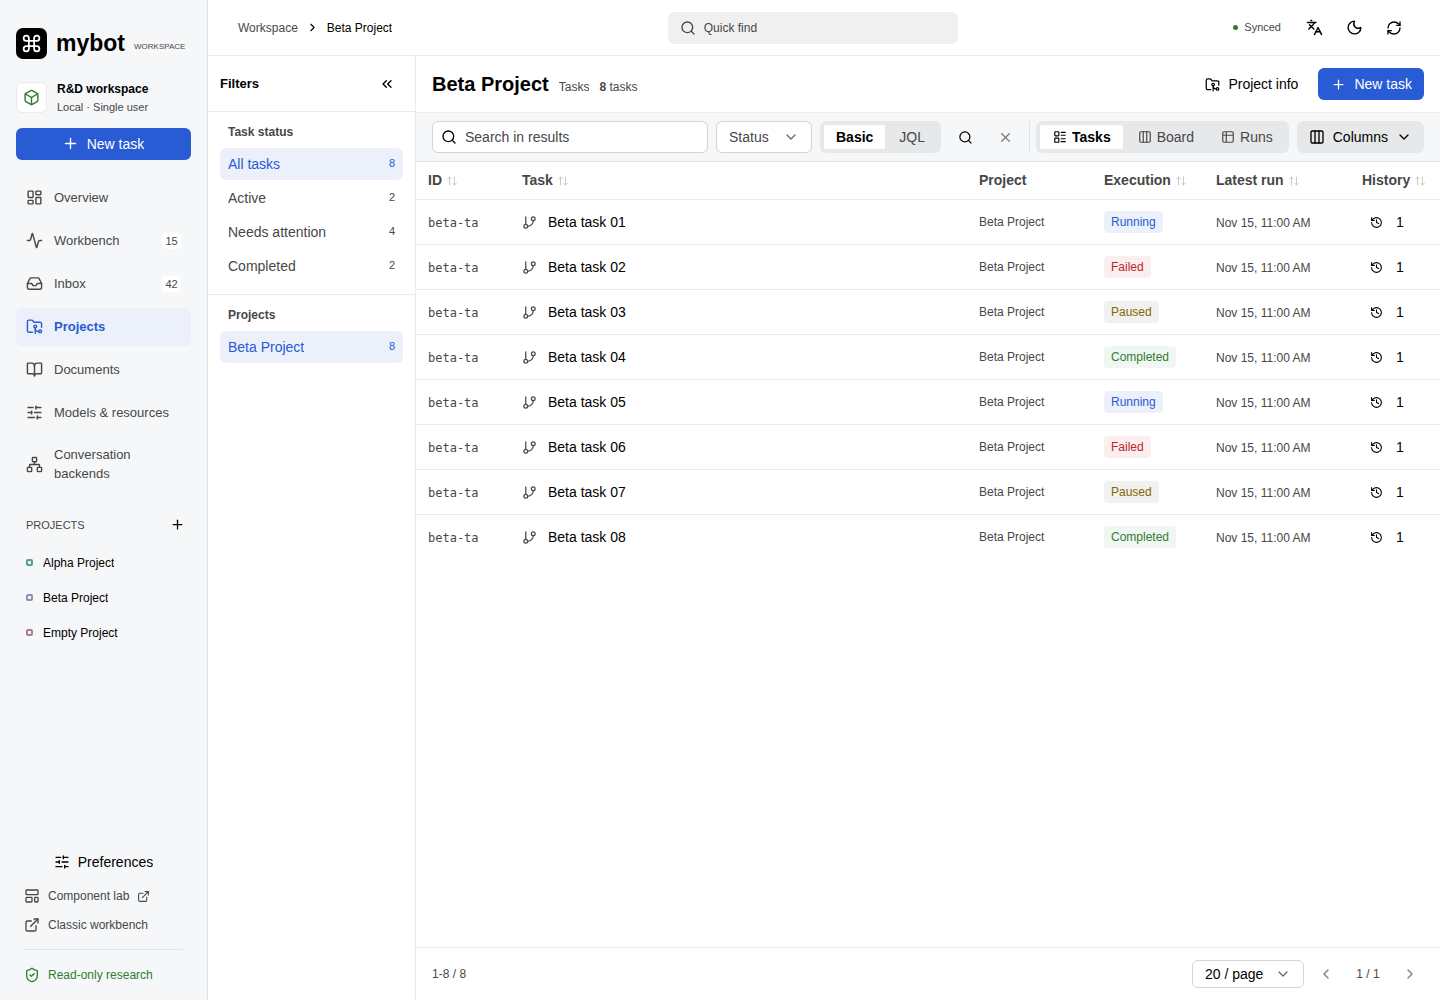 mybot WORKSPACE
R&D workspace
Local · Single user
New task
Overview
Workbench 15
Inbox 42
Projects
Documents
Models & resources
Conversation
backends
PROJECTS
Alpha Project
Beta Project
Empty Project
Preferences
Component lab
Classic workbench
Read-only research
Workspace > Beta Project
Quick find
Synced
Filters
Task status
All tasks 8
Active 2
Needs attention 4
Completed 2
Projects
Beta Project 8
Beta Project Tasks 8 tasks
Project info
New task
Search in results
Status
Basic JQL
Tasks Board Runs
Columns
ID Task Project Execution Latest run History
beta-ta Beta task 01 Beta Project Running Nov 15, 11:00 AM 1
beta-ta Beta task 02 Beta Project Failed Nov 15, 11:00 AM 1
beta-ta Beta task 03 Beta Project Paused Nov 15, 11:00 AM 1
beta-ta Beta task 04 Beta Project Completed Nov 15, 11:00 AM 1
beta-ta Beta task 05 Beta Project Running Nov 15, 11:00 AM 1
beta-ta Beta task 06 Beta Project Failed Nov 15, 11:00 AM 1
beta-ta Beta task 07 Beta Project Paused Nov 15, 11:00 AM 1
beta-ta Beta task 08 Beta Project Completed Nov 15, 11:00 AM 1
1-8 / 8
20 / page
1 / 1